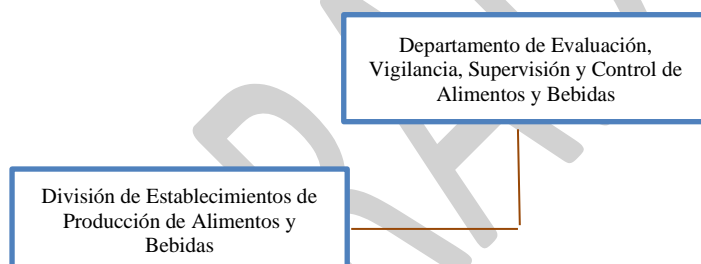 Departamento de Evaluación,
Vigilancia, Supervisión y Control de
Alimentos y Bebidas
División de Establecimientos de
Producción de Alimentos y
Bebidas